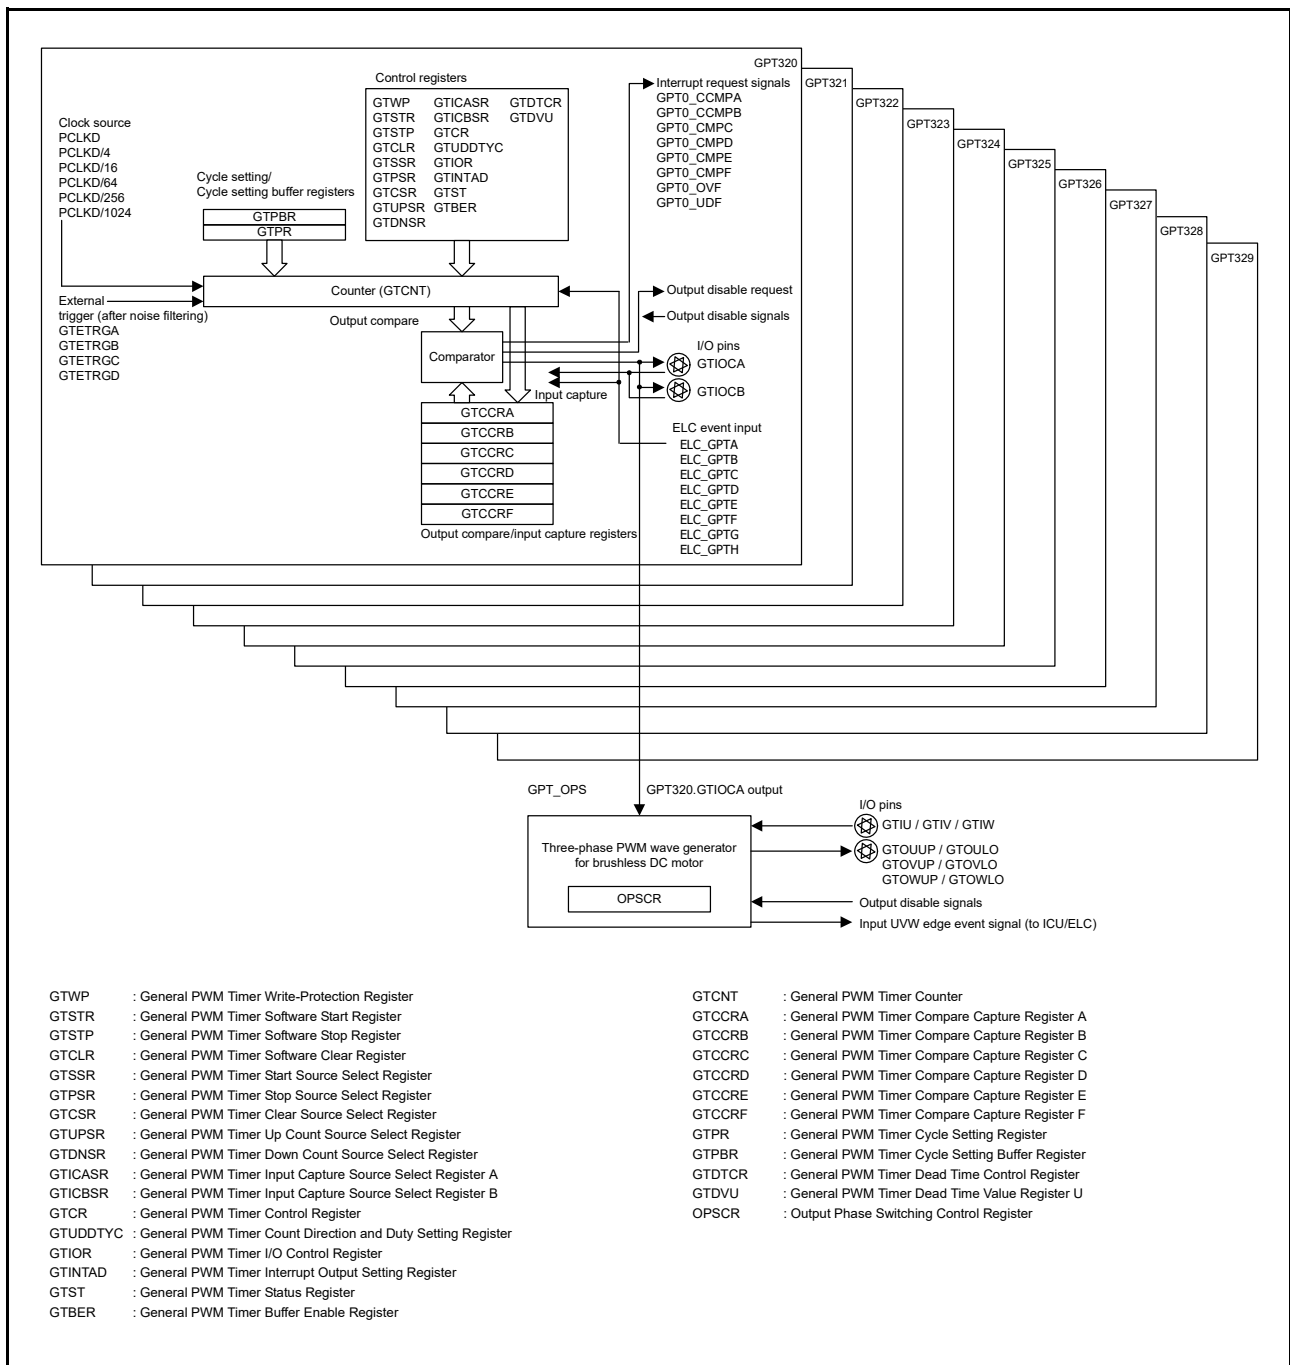 GPT320
GPT321
GPT322
GPT323
GPT324
GPT325
GPT326
GPT327
GPT328
GPT329
Clock source
PCLKD
PCLKD/4
PCLKD/16
PCLKD/64
PCLKD/256
PCLKD/1024
Cycle setting/
Cycle setting buffer registers
GTPBR
GTPR
Control registers
GTWP GTICASR GTDTCR
GTSTR GTICBSR GTDVU
GTSTP GTCR
GTCLR GTUDDTYC
GTSSR GTIOR
GTPSR GTINTAD
GTCSR GTST
GTUPSR GTBER
GTDNSR
Interrupt request signals
GPT0_CCMPA
GPT0_CCMPB
GPT0_CMPC
GPT0_CMPD
GPT0_CMPE
GPT0_CMPF
GPT0_OVF
GPT0_UDF
Counter (GTCNT)
External
trigger (after noise filtering)
GTETRGA
GTETRGB
GTETRGC
GTETRGD
Output compare
Comparator
Output disable request
Output disable signals
I/O pins
GTIOCA
GTIOCB
Input capture
GTCCRA
GTCCRB
GTCCRC
GTCCRD
GTCCRE
GTCCRF
Output compare/input capture registers
ELC event input
ELC_GPTA
ELC_GPTB
ELC_GPTC
ELC_GPTD
ELC_GPTE
ELC_GPTF
ELC_GPTG
ELC_GPTH
GPT_OPS
GPT320.GTIOCA output
Three-phase PWM wave generator
for brushless DC motor
OPSCR
I/O pins
GTIU / GTIV / GTIW
GTOUUP / GTOULO
GTOVUP / GTOVLO
GTOWUP / GTOWLO
Output disable signals
Input UVW edge event signal (to ICU/ELC)
GTWP : General PWM Timer Write-Protection Register
GTSTR : General PWM Timer Software Start Register
GTSTP : General PWM Timer Software Stop Register
GTCLR : General PWM Timer Software Clear Register
GTSSR : General PWM Timer Start Source Select Register
GTPSR : General PWM Timer Stop Source Select Register
GTCSR : General PWM Timer Clear Source Select Register
GTUPSR : General PWM Timer Up Count Source Select Register
GTDNSR : General PWM Timer Down Count Source Select Register
GTICASR : General PWM Timer Input Capture Source Select Register A
GTICBSR : General PWM Timer Input Capture Source Select Register B
GTCR : General PWM Timer Control Register
GTUDDTYC : General PWM Timer Count Direction and Duty Setting Register
GTIOR : General PWM Timer I/O Control Register
GTINTAD : General PWM Timer Interrupt Output Setting Register
GTST : General PWM Timer Status Register
GTBER : General PWM Timer Buffer Enable Register
GTCNT : General PWM Timer Counter
GTCCRA : General PWM Timer Compare Capture Register A
GTCCRB : General PWM Timer Compare Capture Register B
GTCCRC : General PWM Timer Compare Capture Register C
GTCCRD : General PWM Timer Compare Capture Register D
GTCCRE : General PWM Timer Compare Capture Register E
GTCCRF : General PWM Timer Compare Capture Register F
GTPR : General PWM Timer Cycle Setting Register
GTPBR : General PWM Timer Cycle Setting Buffer Register
GTDTCR : General PWM Timer Dead Time Control Register
GTDVU : General PWM Timer Dead Time Value Register U
OPSCR : Output Phase Switching Control Register